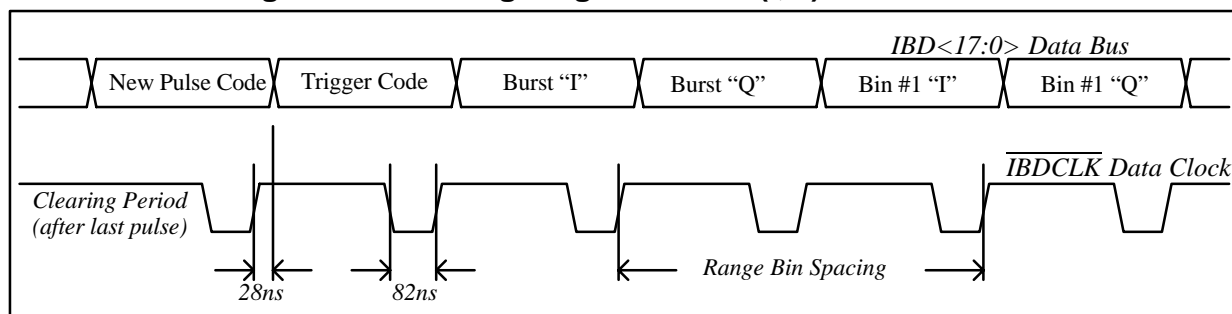 IBD<17:0> Data Bus
New Pulse Code
Trigger Code
Burst “I”
Burst “Q”
Bin #1 “I”
Bin #1 “Q”
IBDCLK Data Clock
Clearing Period
(after last pulse)
Range Bin Spacing
28ns
82ns